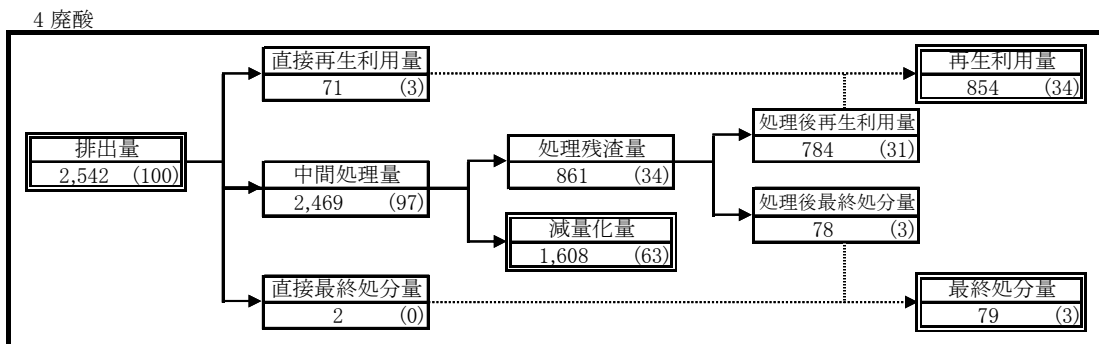 4 廃酸
直接再生利用量
71 (3)
再生利用量
854 (34)
排出量
2,542 (100)
中間処理量
2,469 (97)
処理残渣量
861 (34)
処理後再生利用量
784 (31)
減量化量
1,608 (63)
処理後最終処分量
78 (3)
直接最終処分量
2 (0)
最終処分量
79 (3)